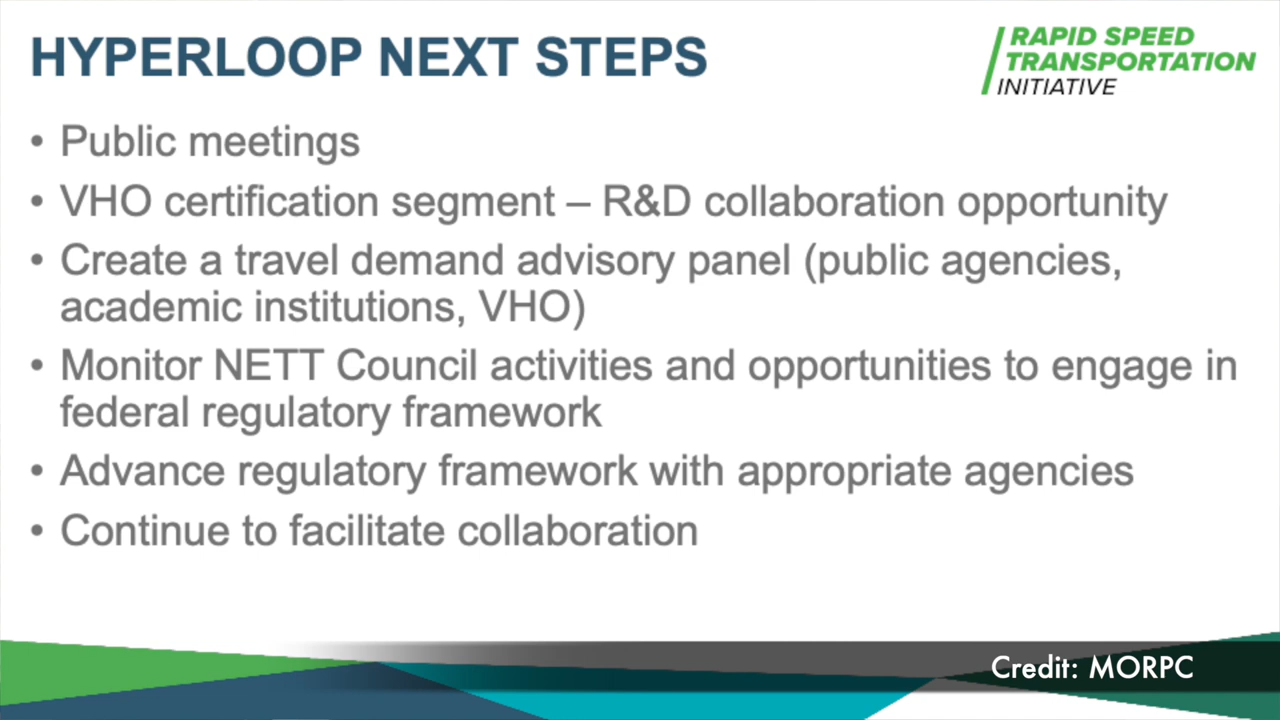 HYPERLOOP NEXT STEPS
RAPID SPEED
TRANSPORTATION
INITIATIVE
• Public meetings
• VHO certification segment – R&D collaboration opportunity
• Create a travel demand advisory panel (public agencies,
academic institutions, VHO)
• Monitor NETT Council activities and opportunities to engage in
federal regulatory framework
• Advance regulatory framework with appropriate agencies
• Continue to facilitate collaboration
Credit: MORPC